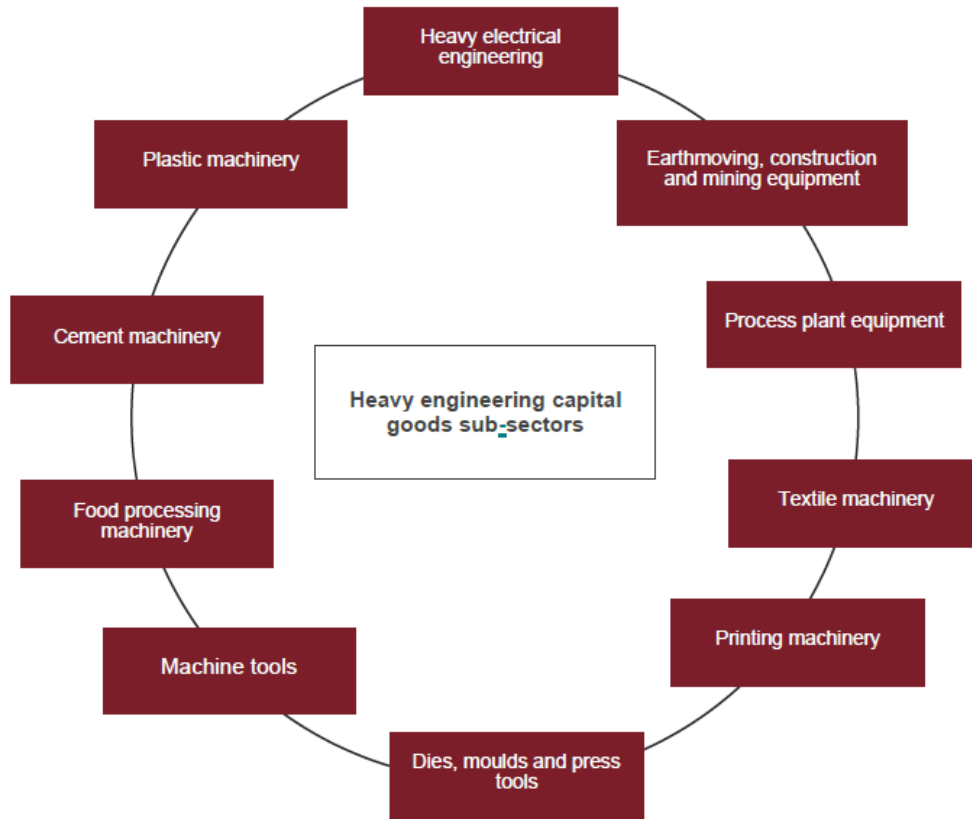 Heavy electrical
engineering
Plastic machinery
Earthmoving, construction
and mining equipment
Cement machinery
Process plant equipment
Heavy engineering capital
goods sub-sectors
Food processing
machinery
Textile machinery
Machine tools
Printing machinery
Dies, moulds and press
tools